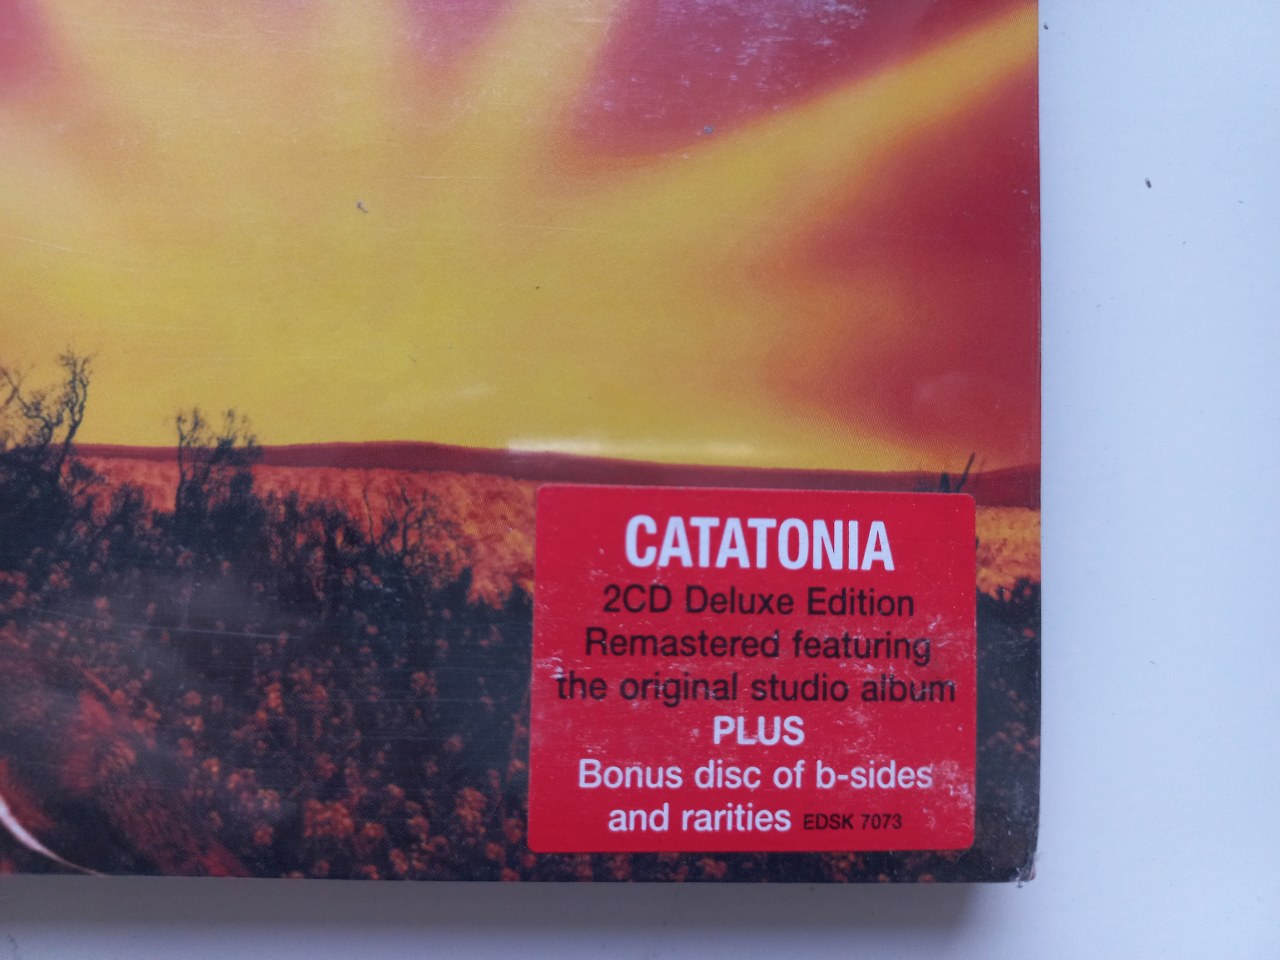 CATATONIA
2CD Deluxe Edition
Remastered featuring
the original studio album
PLUS
Bonus disc of b-sides
and rarities EDSK 7073